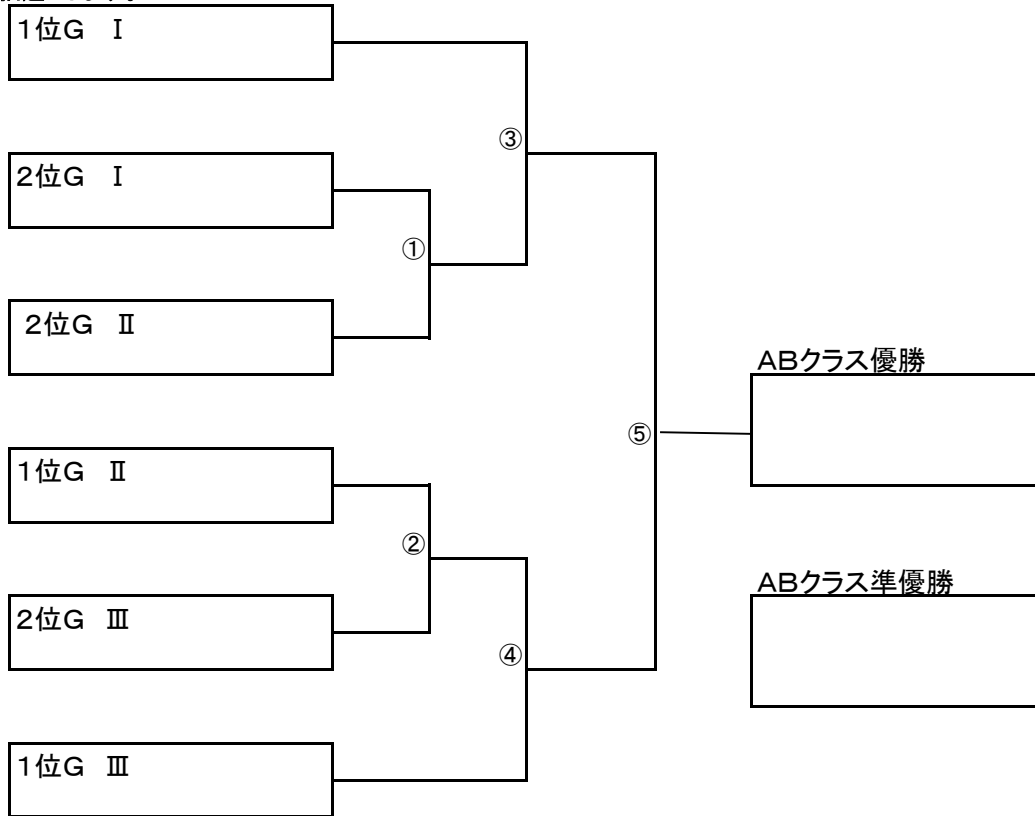 1位G Ⅰ
③
2位G Ⅰ
①
2位G Ⅱ
ABクラス優勝
⑤
1位G Ⅱ
②
ABクラス準優勝
2位G Ⅲ
④
1位G Ⅲ